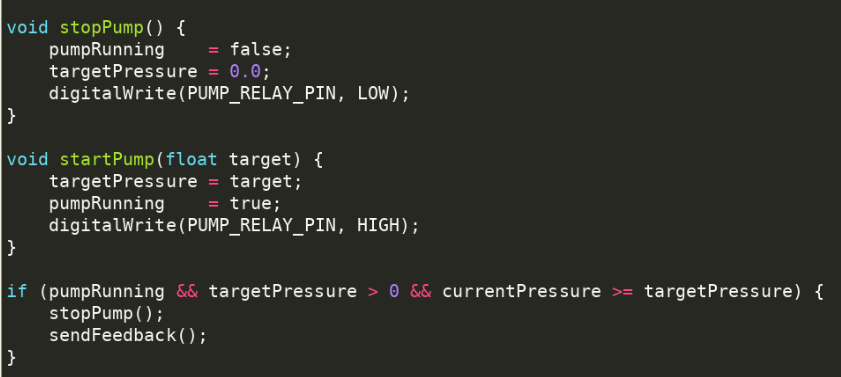 void stopPump() {
    pumpRunning    = false;
    targetPressure = 0.0;
    digitalWrite(PUMP_RELAY_PIN, LOW);
}

void startPump(float target) {
    targetPressure = target;
    pumpRunning    = true;
    digitalWrite(PUMP_RELAY_PIN, HIGH);
}

if (pumpRunning && targetPressure > 0 && currentPressure >= targetPressure) {
    stopPump();
    sendFeedback();
}